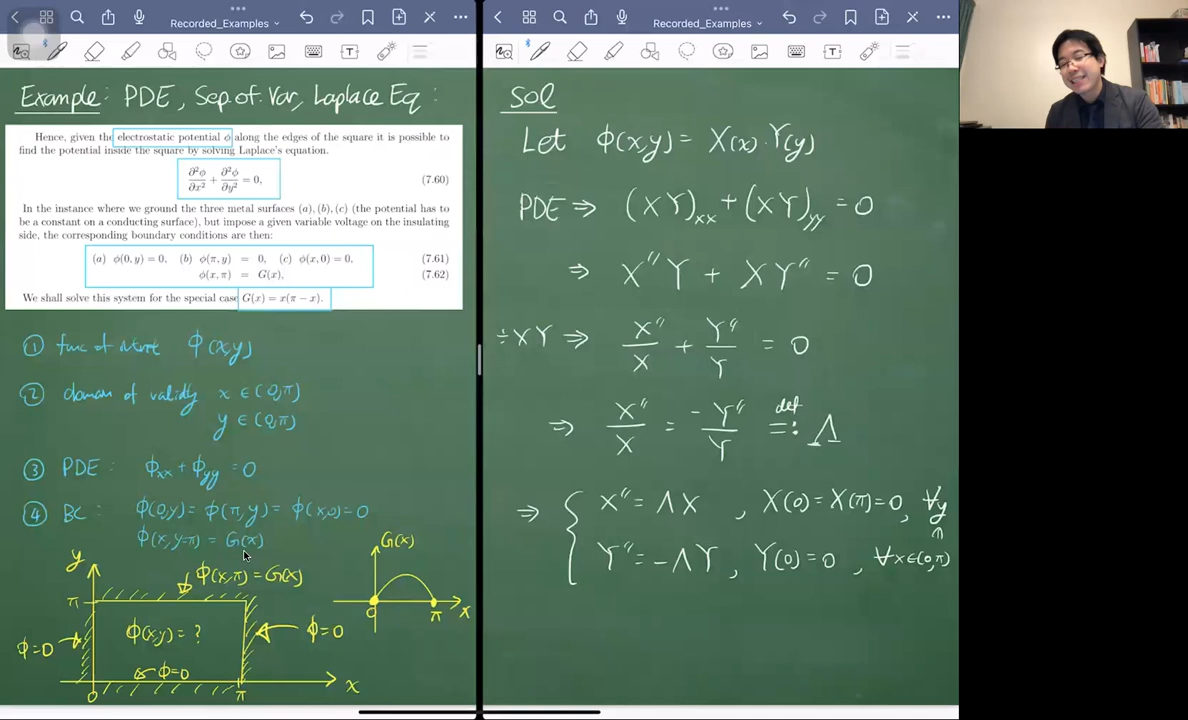 Recorded_Examples
Example: PDE, Sep. of. Var, Laplace Eq:
Hence, given the electrostatic potential ϕ along the edges of the square it is possible to
find the potential inside the square by solving Laplace's equation.
∂²ϕ/∂x² + ∂²ϕ/∂y² = 0, (7.60)
In the instance where we ground the three metal surfaces (a),(b),(c) (the potential has to
be a constant on a conducting surface), but impose a given variable voltage on the insulating
side, the corresponding boundary conditions are then:
(a) ϕ(0, y) = 0, (b) ϕ(π, y) = 0, (c) ϕ(x, 0) = 0, (7.61)
ϕ(x, π) = G(x), (7.62)
We shall solve this system for the special case G(x) = x(π − x).
① func of interest ϕ(x,y)
② domain of validity x ∈ (0,π)
y ∈ (0,π)
③ PDE: ϕxx + ϕyy = 0
④ BC: ϕ(0,y) = ϕ(π,y) = ϕ(x,0) = 0
ϕ(x,y=π) = G(x)
y
ϕ(x,π) = G(x)
π
ϕ=0
ϕ(x,y) = ?
ϕ=0
ϕ=0
0
π
x
G(x)
0
π
x
Recorded_Examples
Sol
Let ϕ(x,y) = X(x)·Y(y)
PDE ⇒ (XY)xx + (XY)yy = 0
⇒ X″Y + XY″ = 0
÷XY ⇒ X″/X + Y″/Y = 0
⇒ X″/X = −Y″/Y def =: Λ
⇒ { X″ = ΛX , X(0) = X(π) = 0, ∀y
Y″ = −ΛY , Y(0) = 0 , ∀x∈(0,π)